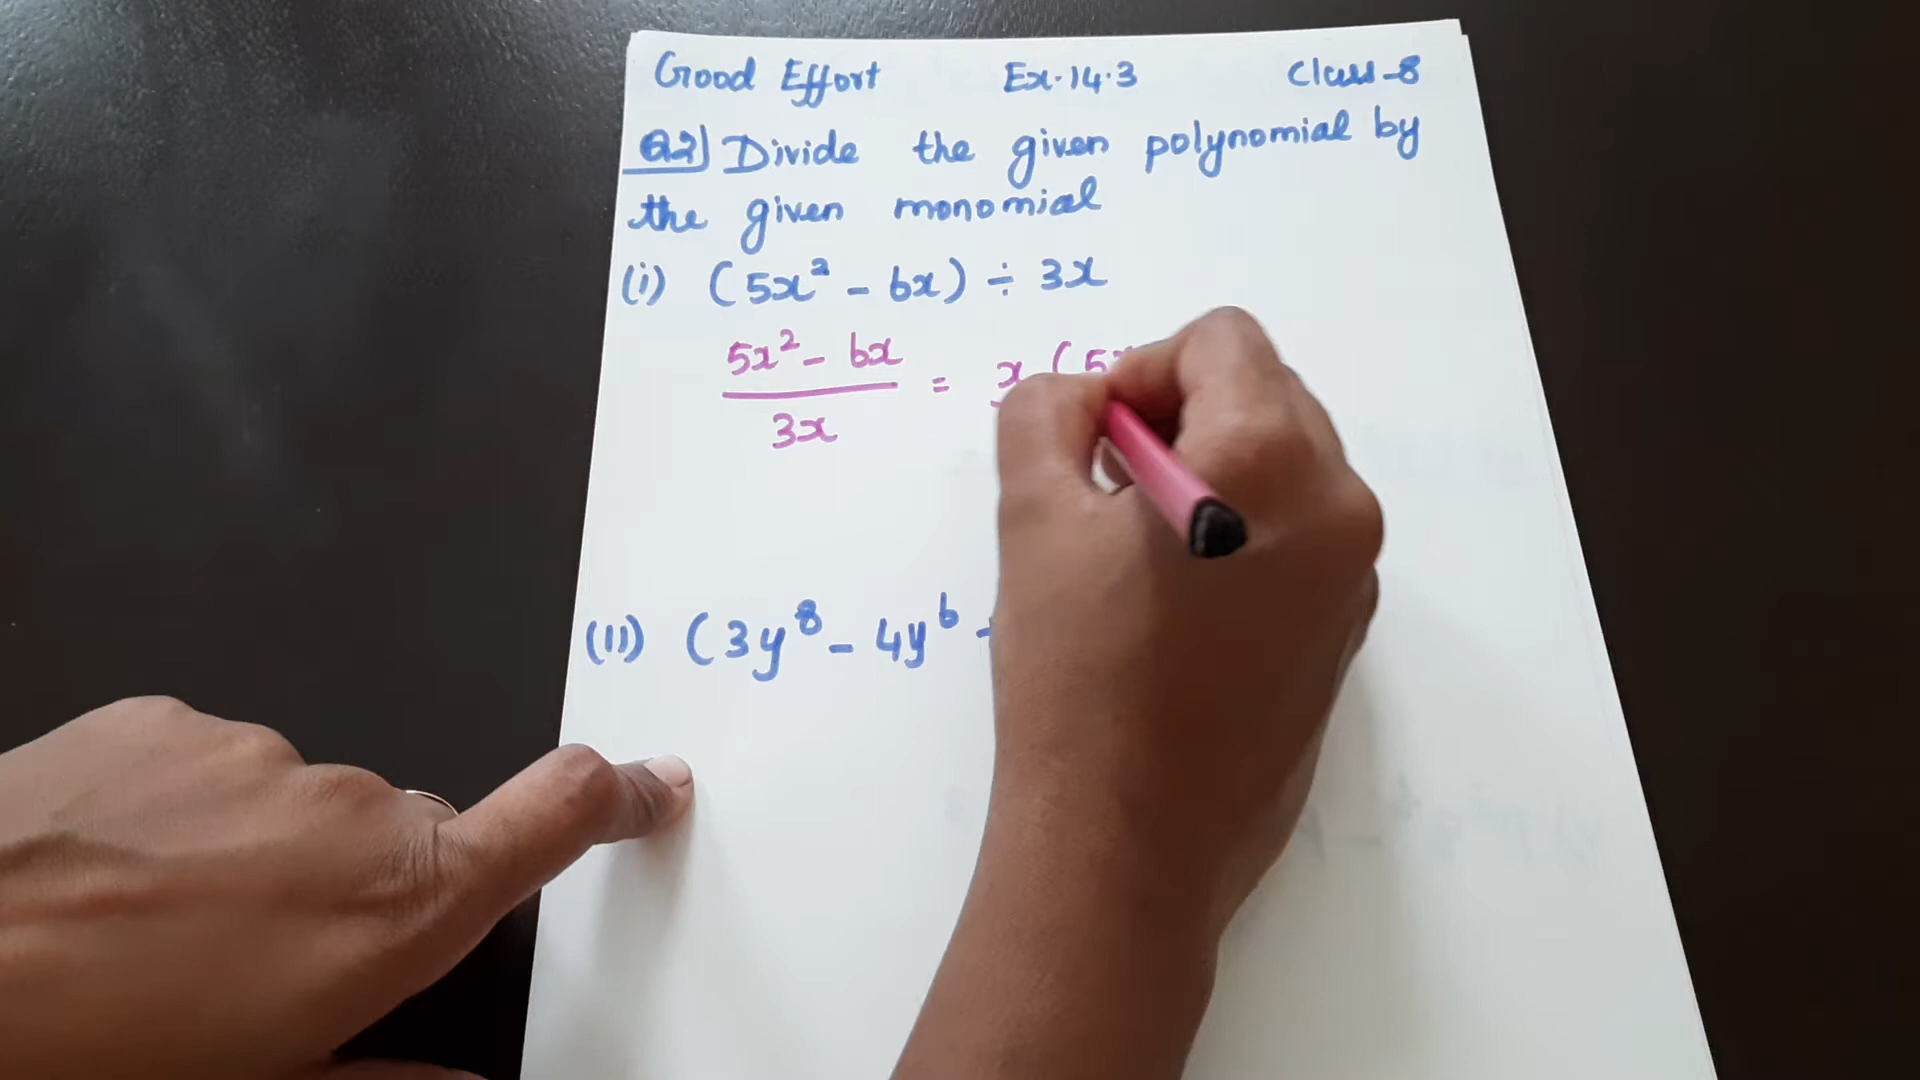 Good Effort Ex.14.3 Class-8
Q2) Divide the given polynomial by
the given monomial
(i) (5x² - 6x) ÷ 3x
5x² - 6x = x (5x
3x
(ii) (3y⁸ - 4y⁶